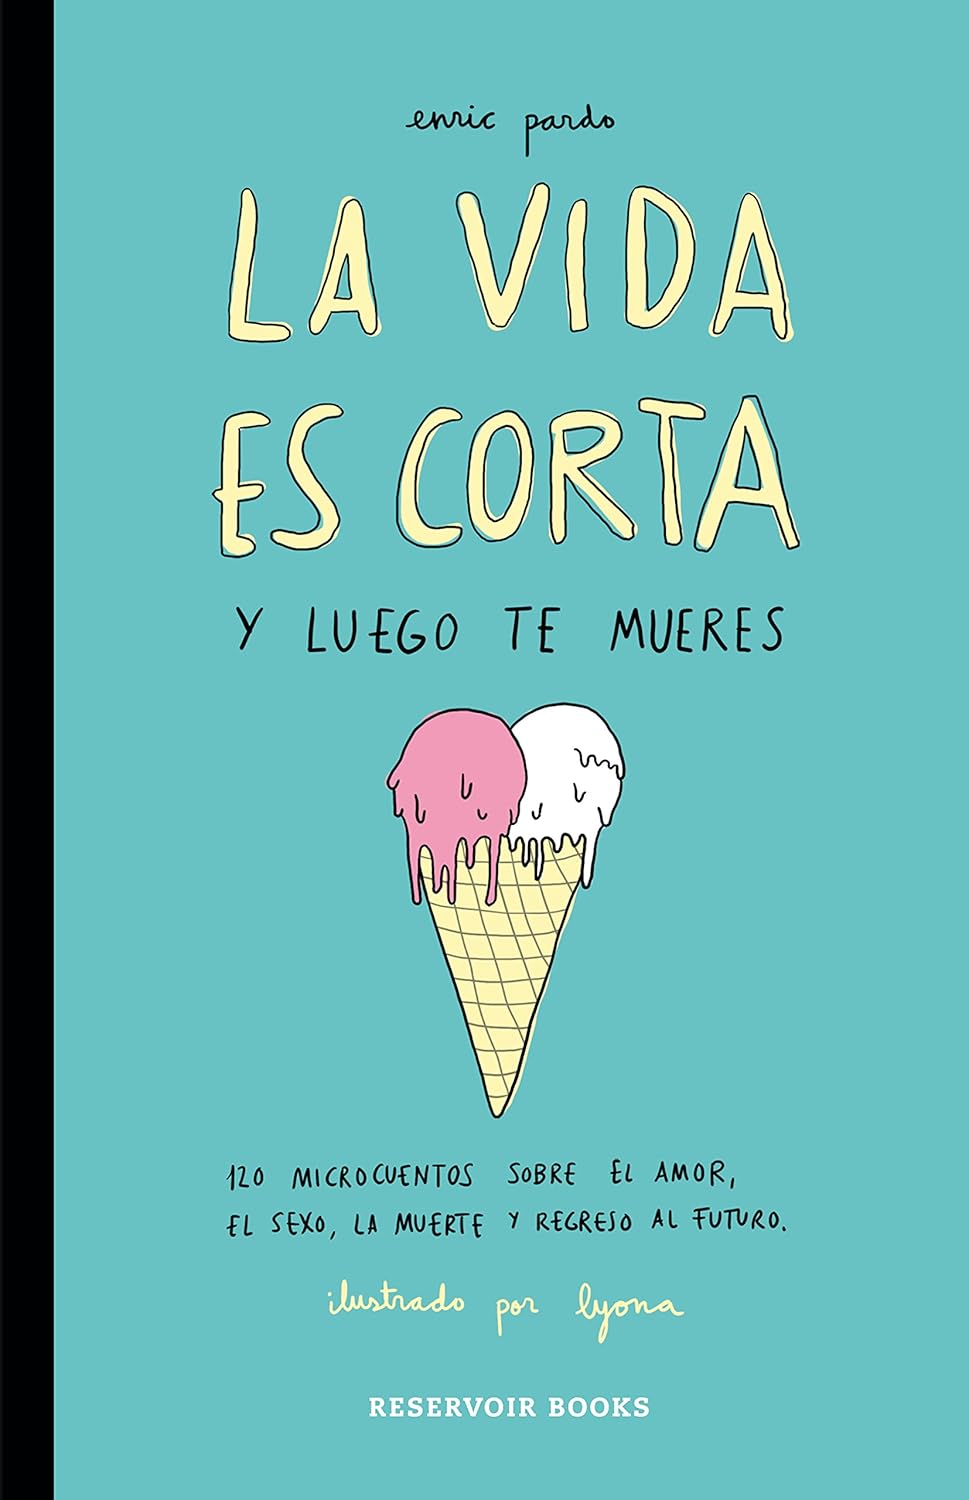 enric pardo
LA VIDA
ES CORTA
Y LUEGO TE MUERES
120 MICROCUENTOS SOBRE EL AMOR,
EL SEXO, LA MUERTE Y REGRESO AL FUTURO.
ilustrado por lyona
RESERVOIR BOOKS